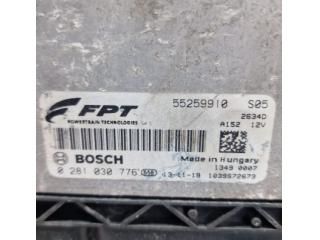 FPT
POWERTRAIN TECHNOLOGIES
55259910 S05
2634D
A152 12V
BOSCH
Made in Hungary
1349 0007
0 281 030 776
13-11-19 1039S72673